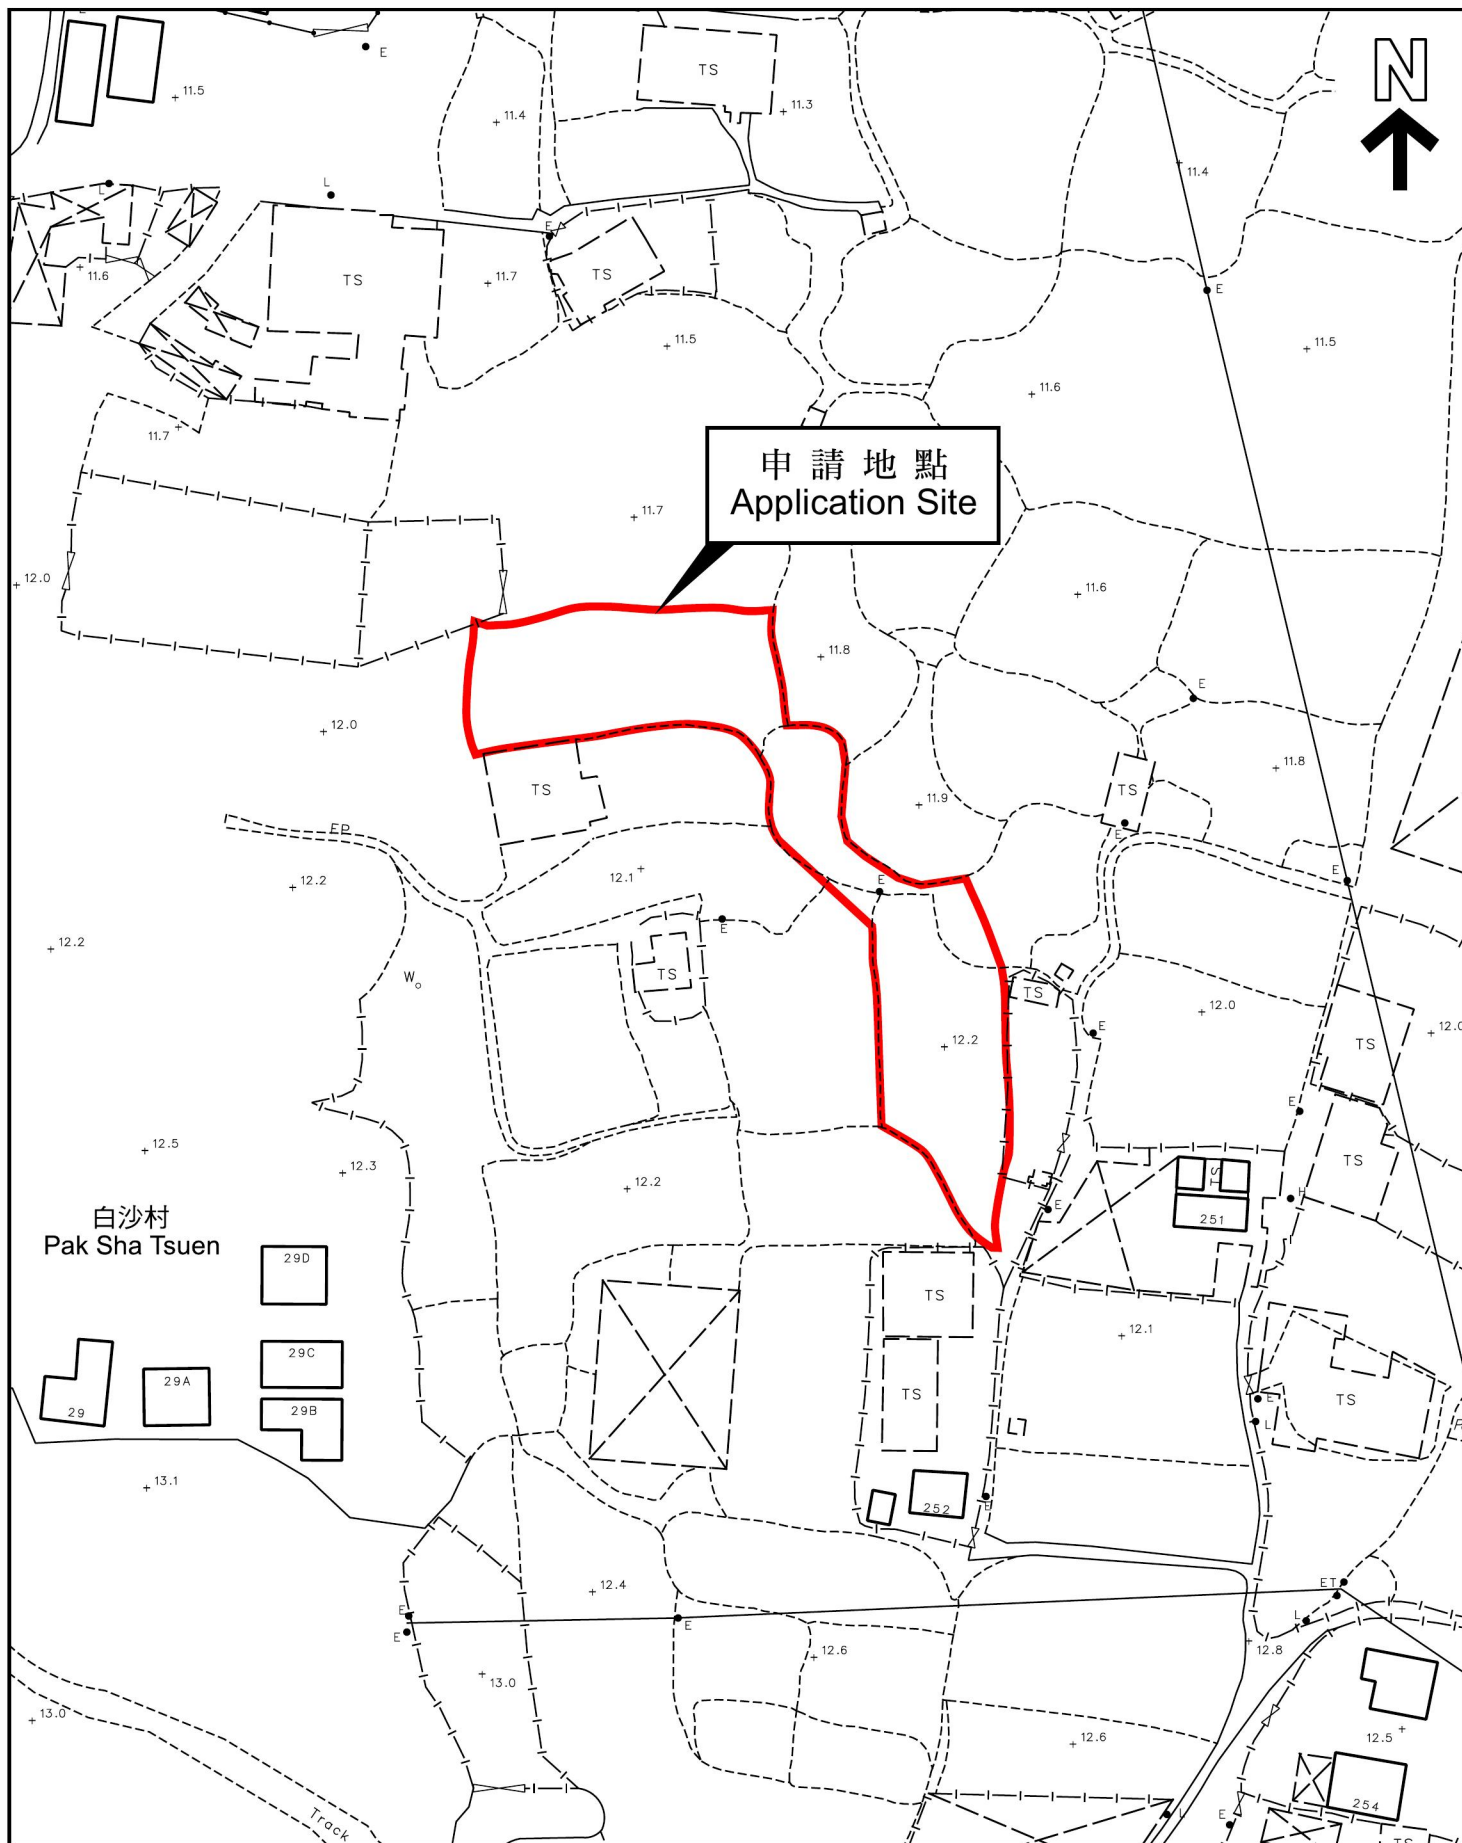 E
11.5
TS
11.4
11.3
N
11.4
L
L
E
TS
TS
11.6
11.7
E
11.5
11.5
11.6
11.7
申請地點
Application Site
11.7
12.0
11.6
11.8
12.0
E
11.8
TS
TS
11.9
E
FP
12.2
12.1
E
E
12.2
E
W
TS
TS
12.0
12.0
12.2
E
TS
E
12.5
12.3
12.2
TS
TS
H
E
251
白沙村
Pak Sha Tsuen
29D
TS
12.1
29C
29A
29B
29
TS
E
L
TS
13.1
252
E
12.4
ET
E
E
E
L
12.6
12.8
13.0
13.0
12.6
12.5
Track
254
L
E
TS